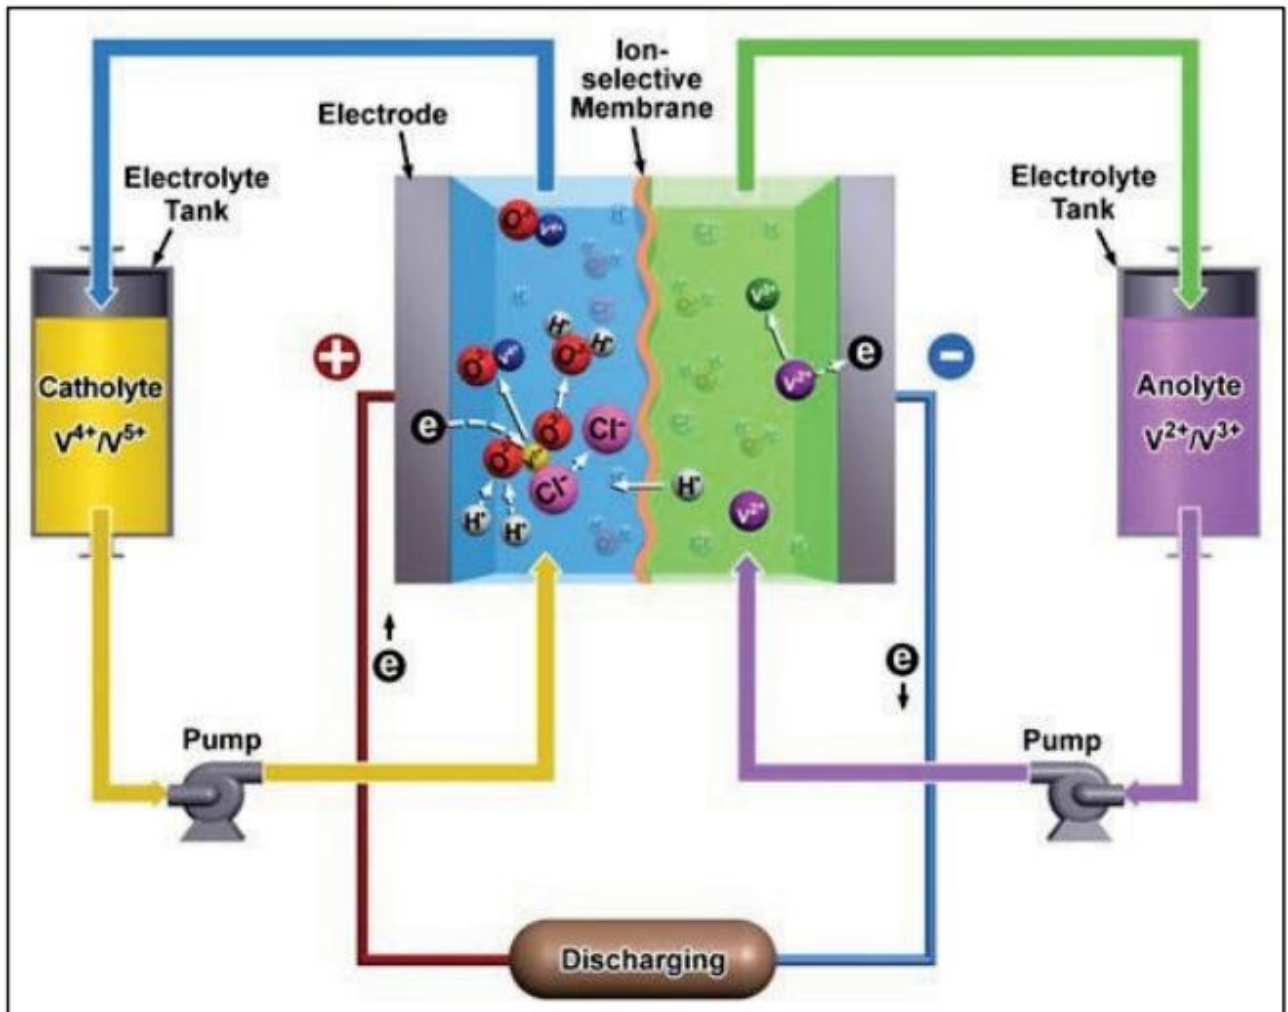 Ion-
selective
Membrane
Electrode
Electrolyte
Tank
Electrolyte
Tank
Catholyte
V⁴⁺/V⁵⁺
Anolyte
V²⁺/V³⁺
+
-
e
e
e
e
Cl⁻
Cl⁻
H⁺
H⁺
H⁺
H⁺
H⁺
V²⁺
V²⁺
Pump
Pump
Discharging